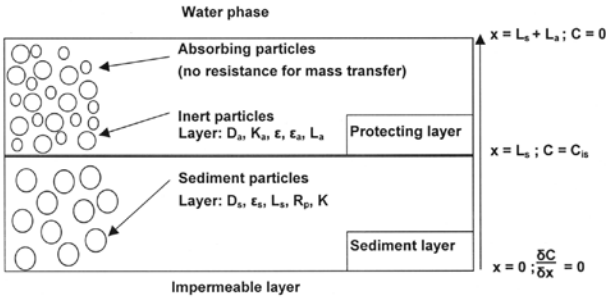 Water phase
x = Lₛ + Lₐ ; C = 0
Absorbing particles
(no resistance for mass transfer)
Inert particles
Layer: Dₐ, Kₐ, ε, εₐ, Lₐ
Protecting layer
x = Lₛ ; C = Cᵢₛ
Sediment particles
Layer: Dₛ, εₛ, Lₛ, Rₚ, K
Sediment layer
x = 0 ; δC/δx = 0
Impermeable layer